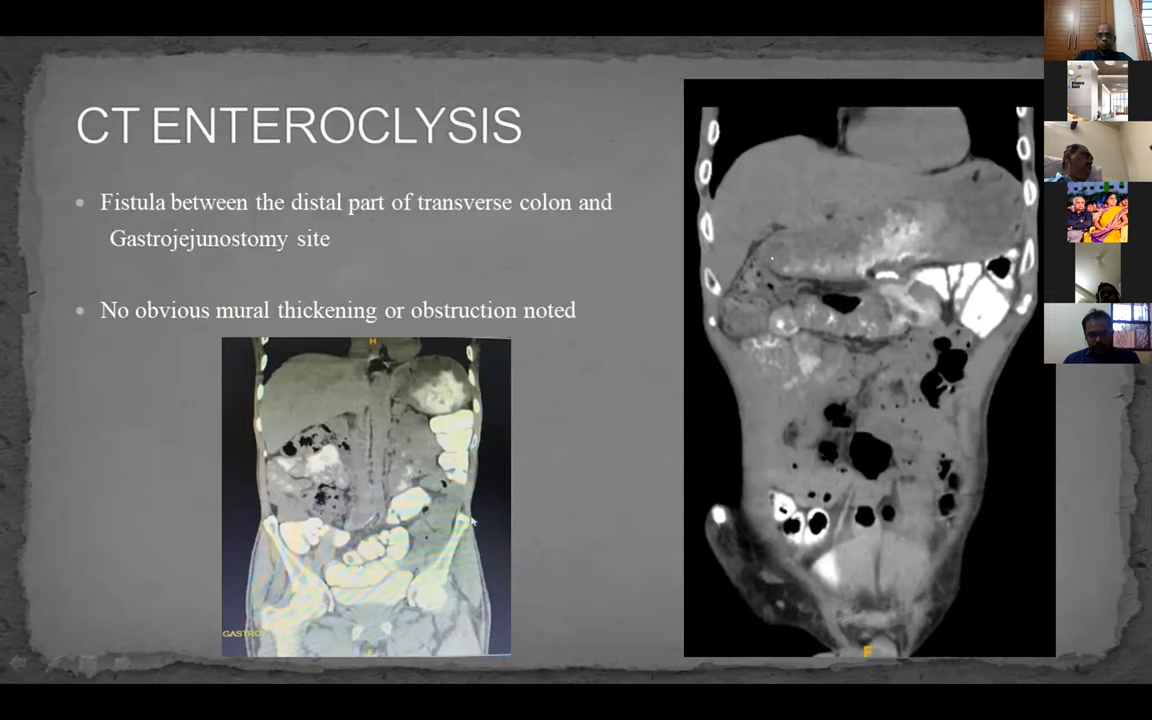 CT ENTEROCLYSIS
Fistula between the distal part of transverse colon and
Gastrojejunostomy site
No obvious mural thickening or obstruction noted
H
GASTRO
F